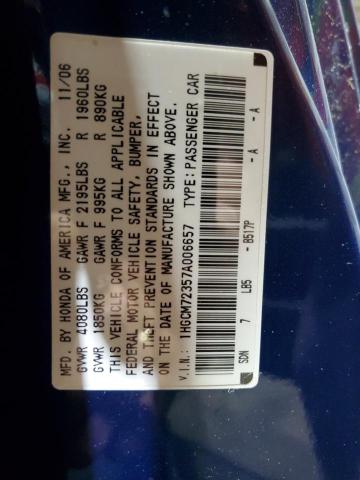 MFD. BY HONDA OF AMERICA MFG., INC. 11/06
GVWR 4080LBS GAWR F 2195LBS R 1960LBS
GVWR 1850KG GAWR F 995KG R 890KG
THIS VEHICLE CONFORMS TO ALL APPLICABLE
FEDERAL MOTOR VEHICLE SAFETY, BUMPER,
AND THEFT PREVENTION STANDARDS IN EFFECT
ON THE DATE OF MANUFACTURE SHOWN ABOVE.
V.I.N.: 1HGCM72357A006657 TYPE: PASSENGER CAR
SDN 7 LB5 - B517P - A - A